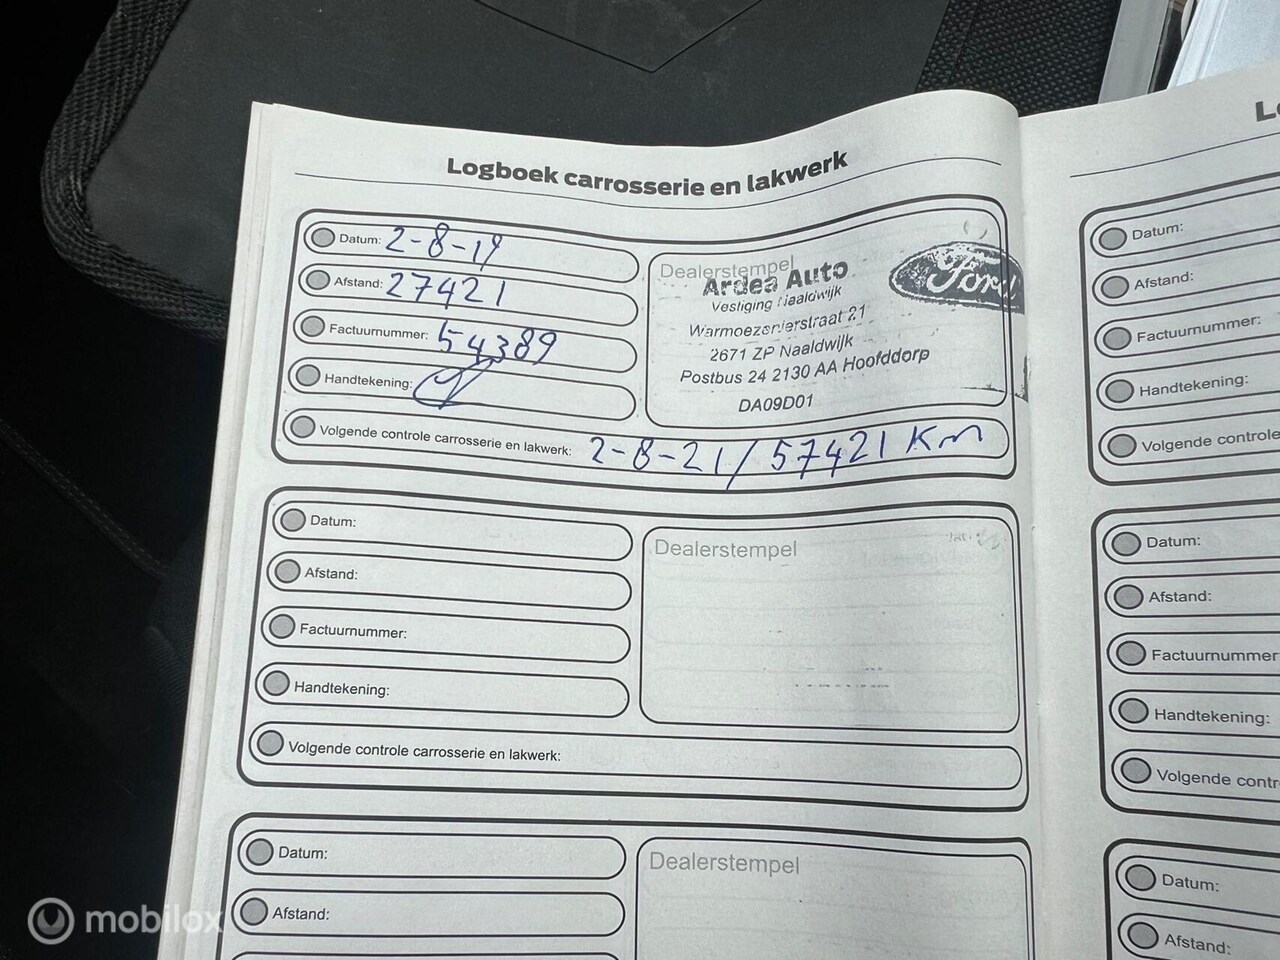 Logboek carrosserie en lakwerk
Datum: 2-8-19
Afstand: 27421
Factuurnummer: 54389
Handtekening:
Volgende controle carrosserie en lakwerk: 2-8-21 / 57421 Km
Dealerstempel
Ardea Auto
Vestiging Naaldwijk
Warmoezenierstraat 21
2671 ZP Naaldwijk
Postbus 24 2130 AA Hoofddorp
DA09D01
Ford
Datum:
Afstand:
Factuurnummer:
Handtekening:
Volgende controle carrosserie en lakwerk:
Dealerstempel
Datum:
Afstand:
Dealerstempel
Datum:
Afstand:
Factuurnummer:
Handtekening:
Volgende controle
Datum:
Afstand:
Factuurnummer
Handtekening:
Volgende contr
Datum:
Afstand:
mobilox